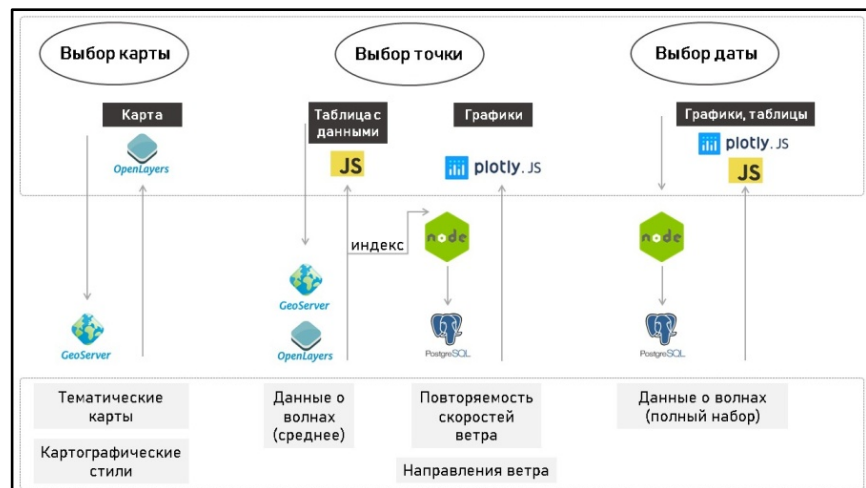 Выбор карты
Выбор точки
Выбор даты
Карта
OpenLayers
Таблица с
данными
JS
Графики
plotly.JS
Графики, таблицы
plotly.JS
JS
индекс
node
node
GeoServer
GeoServer
OpenLayers
PostgreSQL
PostgreSQL
Тематические
карты
Картографические
стили
Данные о
волнах
(среднее)
Повторяемость
скоростей
ветра
Направления ветра
Данные о волнах
(полный набор)